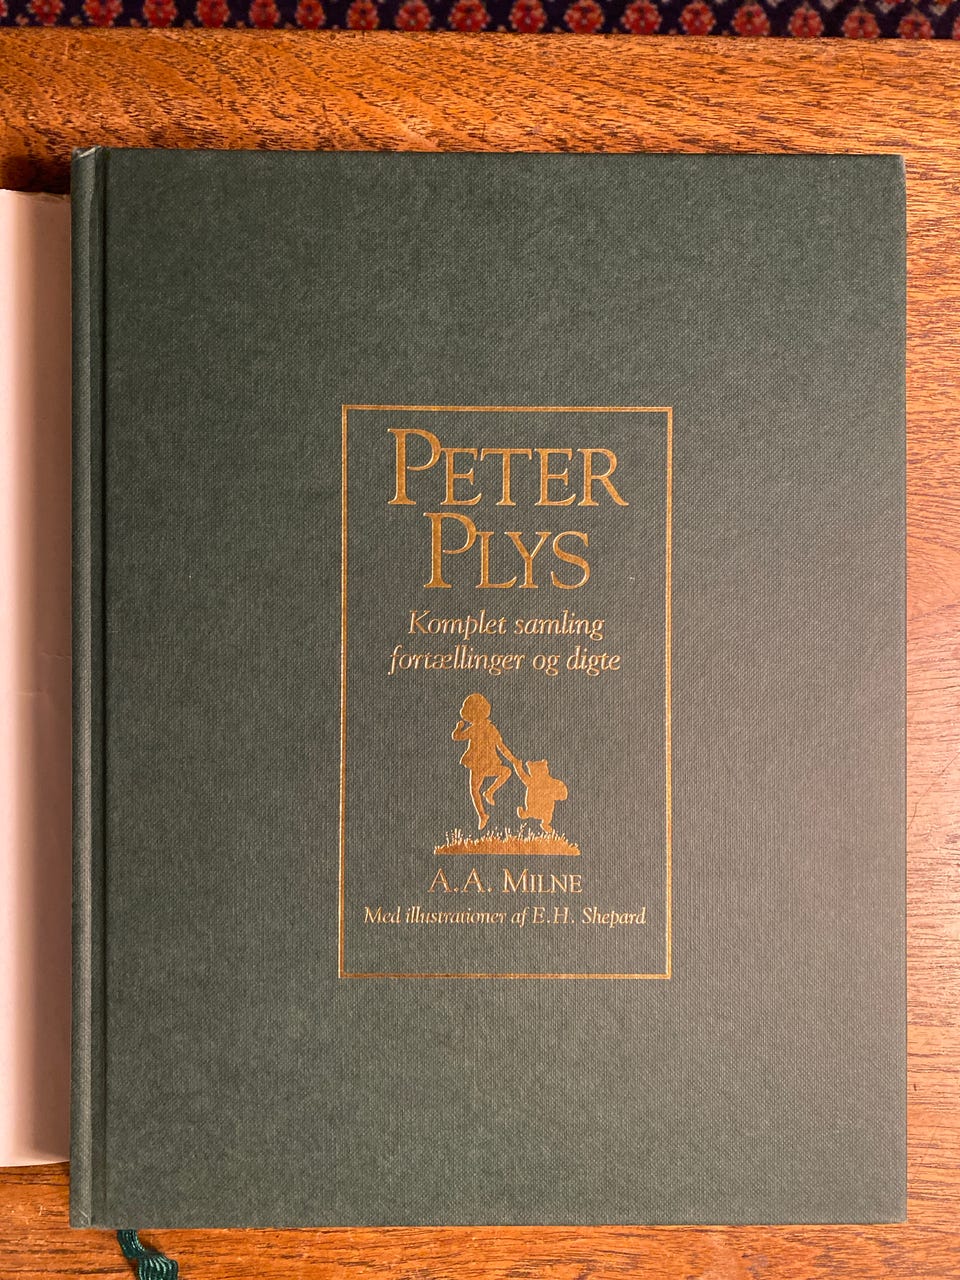 PETER
PLYS
Komplet samling
fortællinger og digte
A.A. MILNE
Med illustrationer af E.H. Shepard